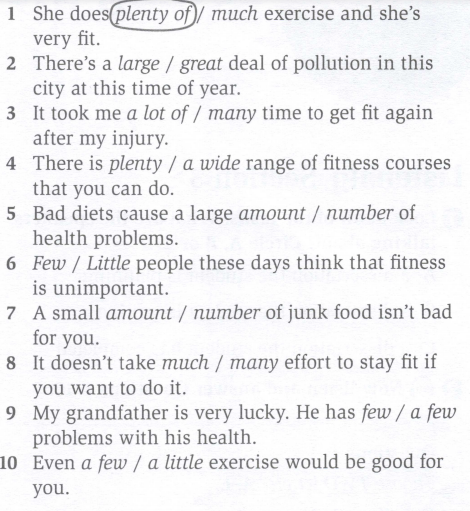 1 She does plenty of / much exercise and she's
very fit.
2 There's a large / great deal of pollution in this
city at this time of year.
3 It took me a lot of / many time to get fit again
after my injury.
4 There is plenty / a wide range of fitness courses
that you can do.
5 Bad diets cause a large amount / number of
health problems.
6 Few / Little people these days think that fitness
is unimportant.
7 A small amount / number of junk food isn't bad
for you.
8 It doesn't take much / many effort to stay fit if
you want to do it.
9 My grandfather is very lucky. He has few / a few
problems with his health.
10 Even a few / a little exercise would be good for
you.